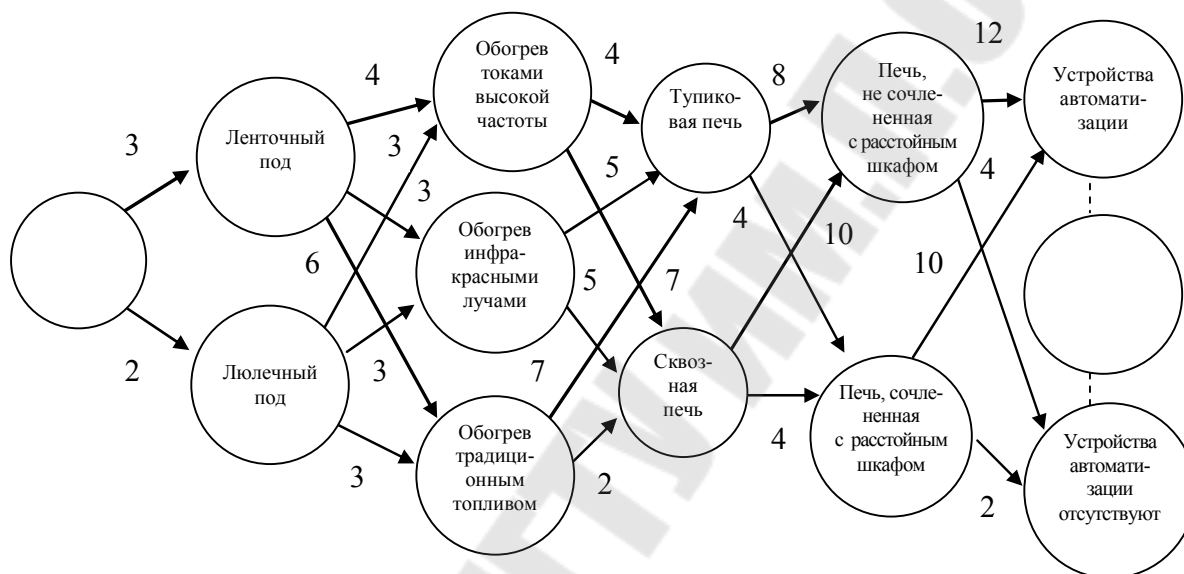 3
2
Ленточный
под
Люлечный
под
4
3
3
6
3
3
Обогрев
токами
высокой
частоты
Обогрев
инфра-
красными
лучами
Обогрев
традици-
онным
топливом
4
5
5
7
7
2
Тупико-
вая печь
Сквоз-
ная
печь
8
4
10
4
Печь,
не сочле-
ненная
с расстойным
шкафом
Печь, сочле-
ненная
с расстойным
шкафом
12
4
10
2
Устройства
автомати-
зации
Устройства
автомати-
зации
отсутствуют